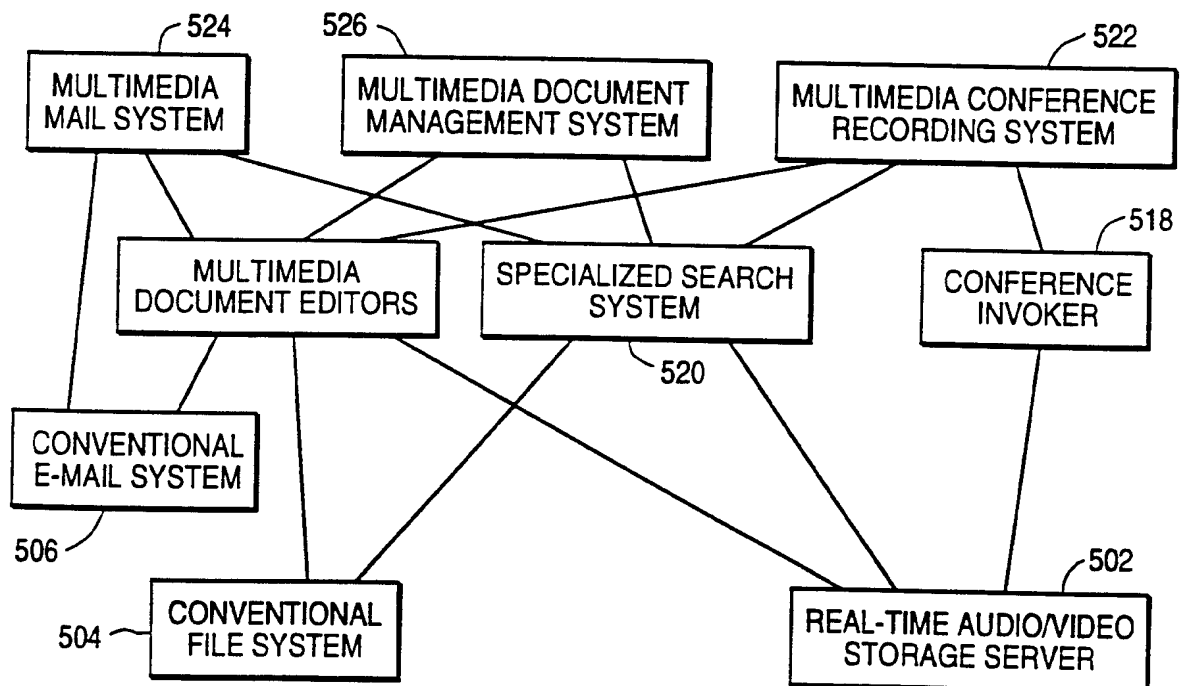 524
526
522
MULTIMEDIA
MAIL SYSTEM
MULTIMEDIA DOCUMENT
MANAGEMENT SYSTEM
MULTIMEDIA CONFERENCE
RECORDING SYSTEM
518
MULTIMEDIA
DOCUMENT EDITORS
SPECIALIZED SEARCH
SYSTEM
CONFERENCE
INVOKER
520
CONVENTIONAL
E-MAIL SYSTEM
506
502
504
CONVENTIONAL
FILE SYSTEM
REAL-TIME AUDIO/VIDEO
STORAGE SERVER